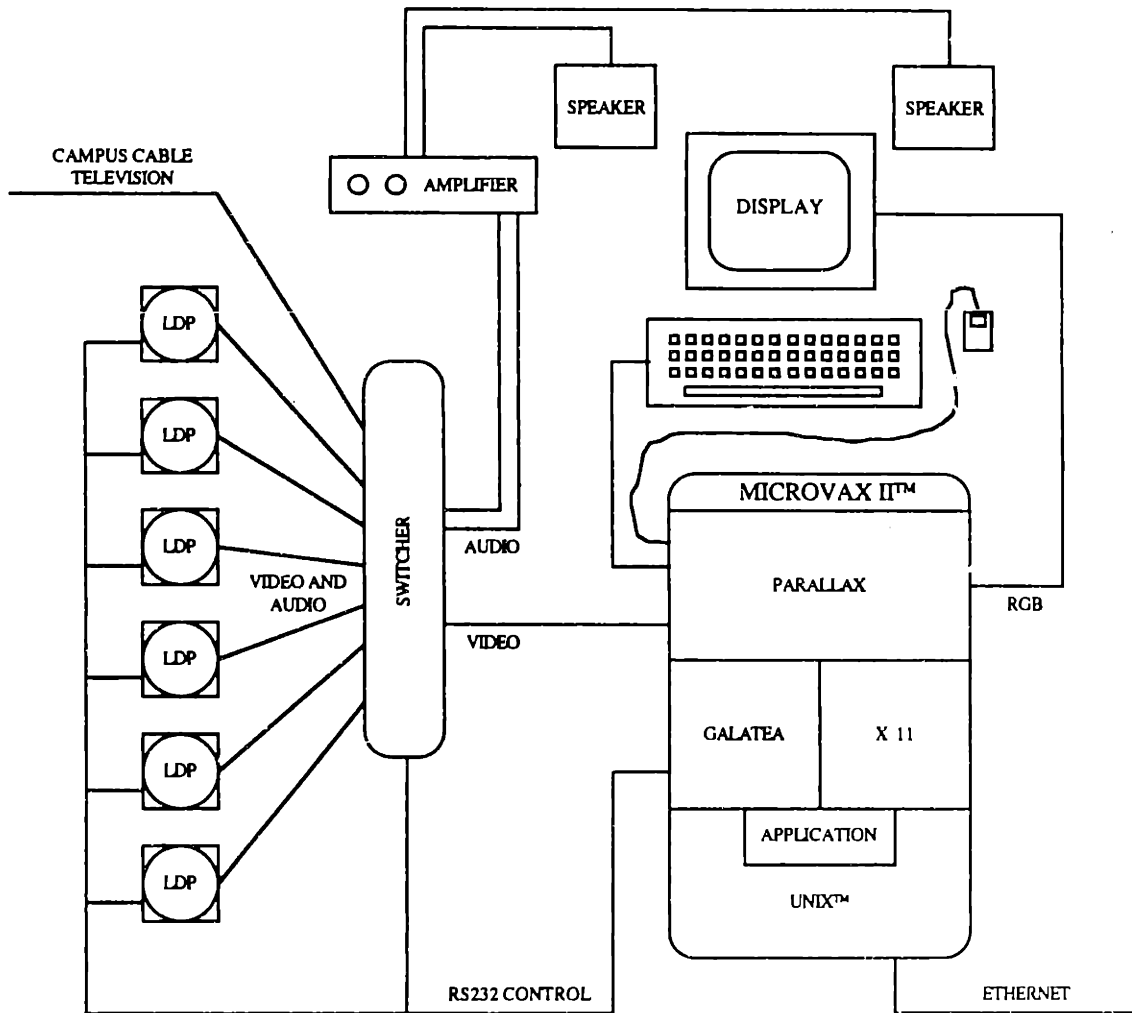 SPEAKER
SPEAKER
CAMPUS CABLE
TELEVISION
AMPLIFIER
DISPLAY
LDP
LDP
LDP
LDP
LDP
LDP
VIDEO AND
AUDIO
SWITCHER
AUDIO
VIDEO
MICROVAX II™
PARALLAX
RGB
GALATEA
X 11
APPLICATION
UNIX™
RS232 CONTROL
ETHERNET